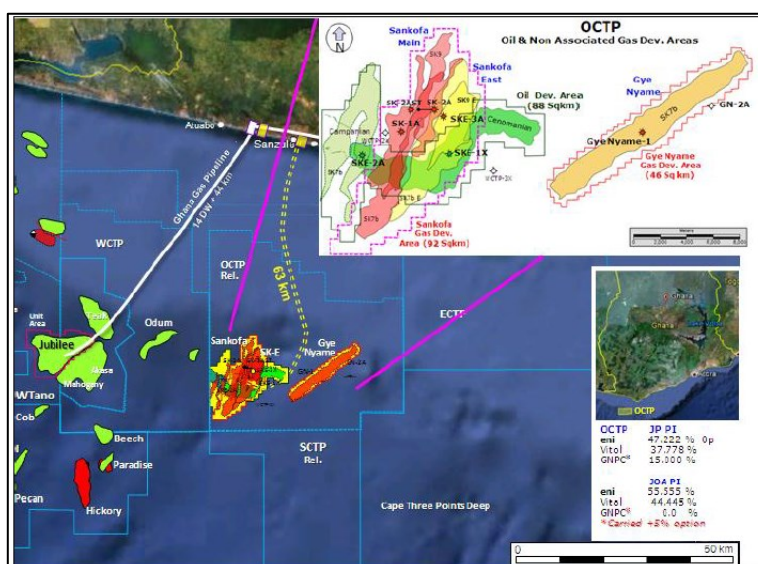 OCTP
Oil & Non Associated Gas Dev. Areas
N
Sankofa
Main
Sankofa
East
Oil Dev. Area
(88 Sqkm)
SK-2A
SK-1A
SKE-3A
SKE-2A
SKE-1X
Campanian
Cenomanian
SK7b
SK7b
Sankofa
Gas Dev.
Area (92 Sqkm)
Gye
Nyame
SK7b
GN-2A
Gye Nyame-1
Gye Nyame
Gas Dev Area
(46 Sq km)
Atuabo
Sanzule
Ghana Gas Pipeline
14 DW + 44 km
63 km
WCTP
OCTP
Rel.
ECTP
Unit
Area
Teak
Jubilee
Akasa
Mahogany
Odum
Sankofa
SK-E
Gye
Nyame
WTano
Cob
Beech
Paradise
Hickory
Pecan
SCTP
Rel.
Cape Three Points Deep
Ghana
Accra
OCTP
OCTP JP PI
eni 47.222 % Op
Vitol 37.778 %
GNPC* 15.000 %
JOA PI
eni 55.555 %
Vitol 44.445 %
GNPC* 0.0 %
*Carried +5% option
0 50 km